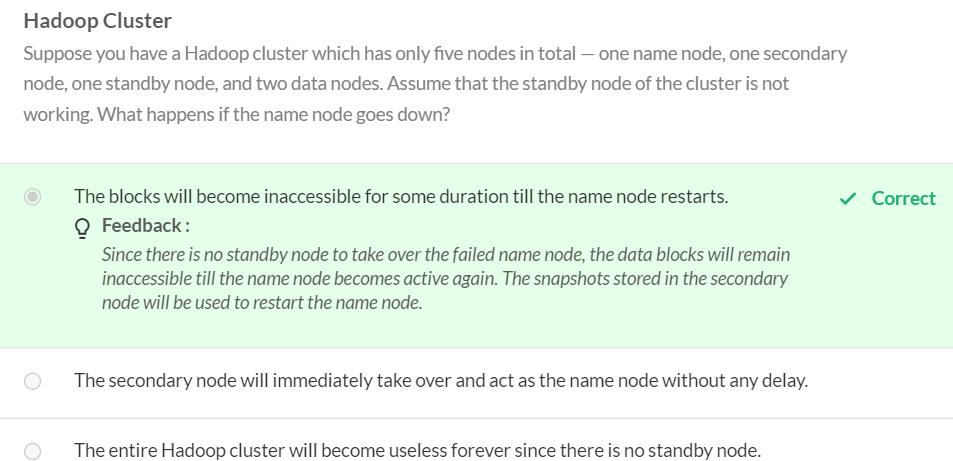 Hadoop Cluster
Suppose you have a Hadoop cluster which has only five nodes in total — one name node, one secondary
node, one standby node, and two data nodes. Assume that the standby node of the cluster is not
working. What happens if the name node goes down?
The blocks will become inaccessible for some duration till the name node restarts.
Correct
Feedback :
Since there is no standby node to take over the failed name node, the data blocks will remain
inaccessible till the name node becomes active again. The snapshots stored in the secondary
node will be used to restart the name node.
The secondary node will immediately take over and act as the name node without any delay.
The entire Hadoop cluster will become useless forever since there is no standby node.